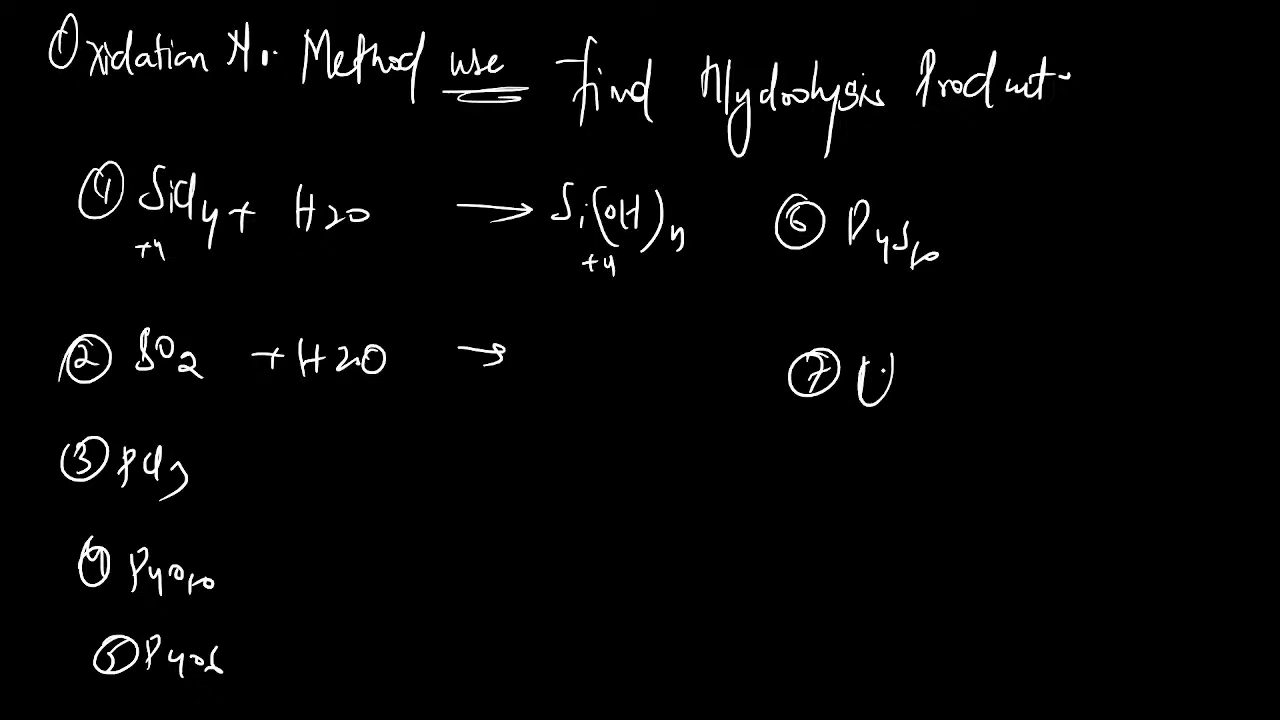 ① Oxidation No. Method use find Hydrolysis Product
① SiCl4 + H2O → Si(OH)4
+4 +4
② SO2 + H2O →
③ PCl3
④ P4O10
⑤ P4O6
⑥ P4S10
⑦